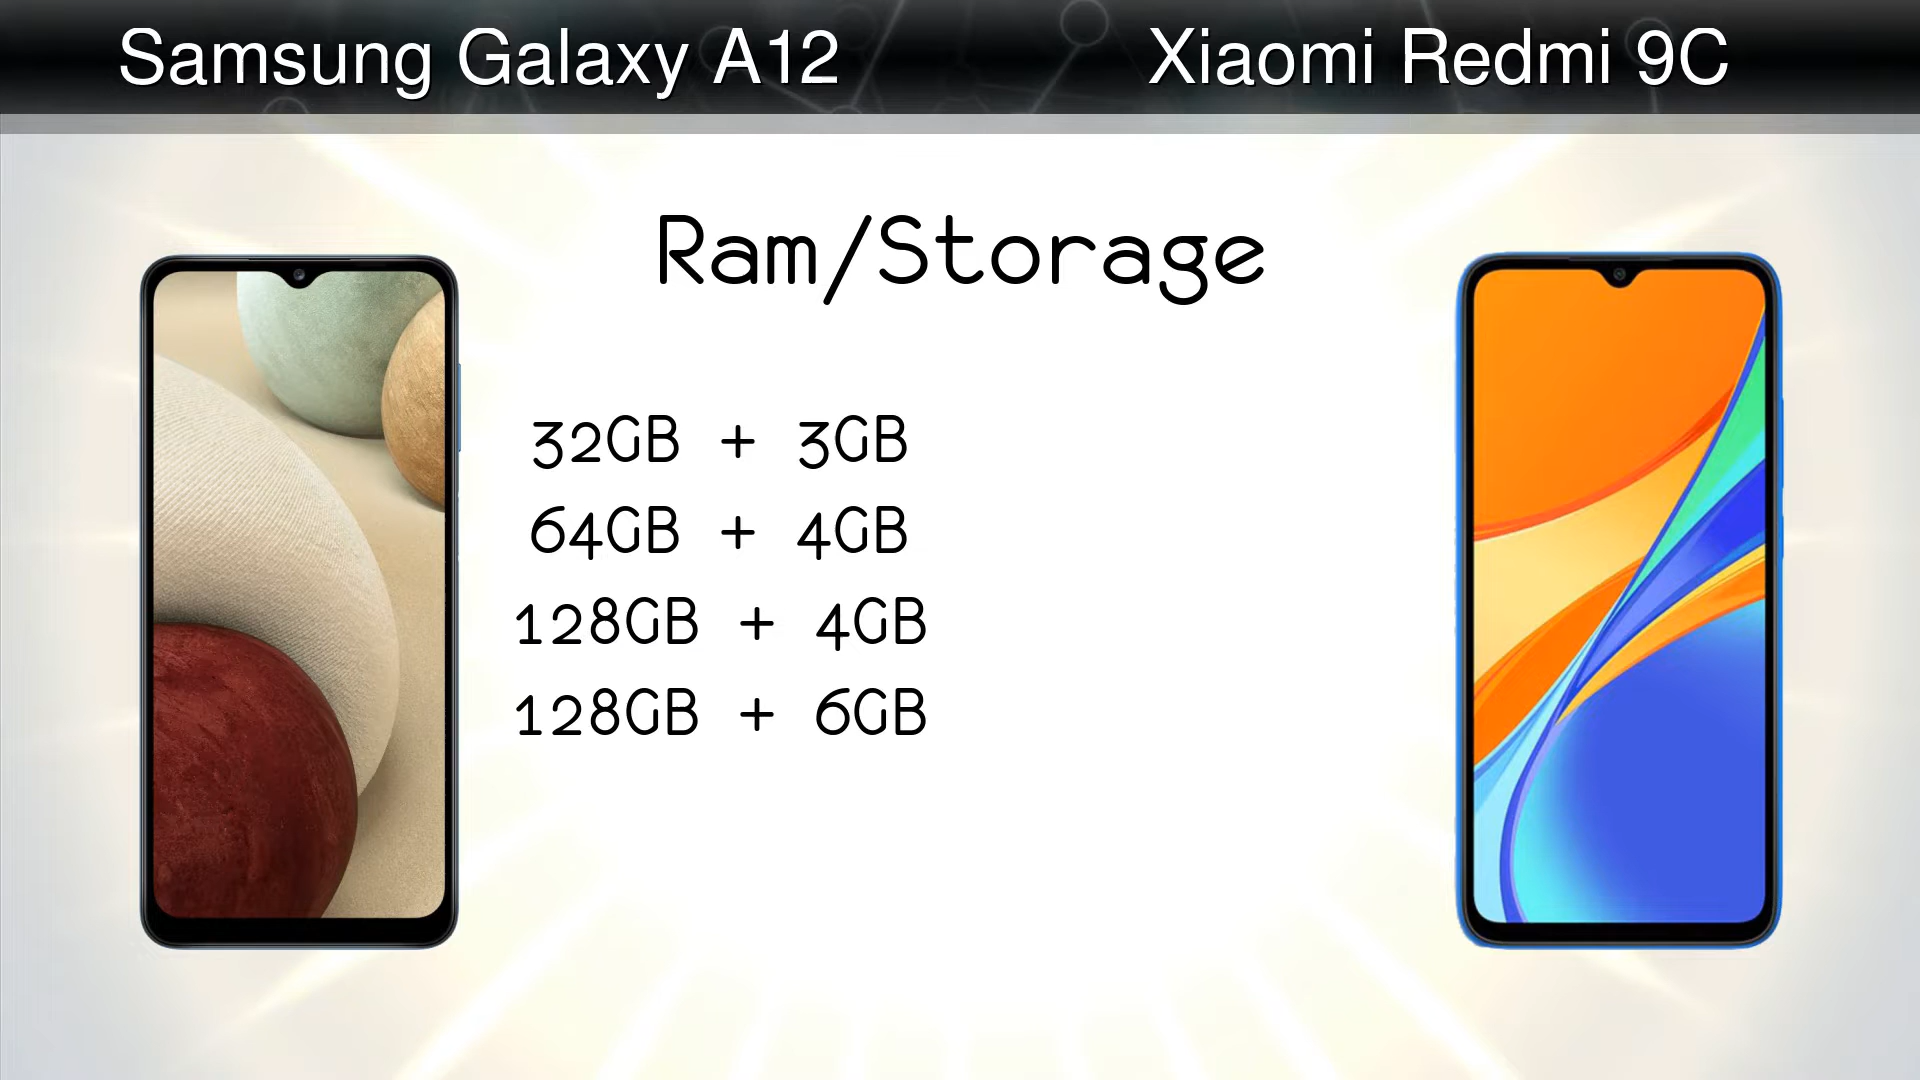 Samsung Galaxy A12
Xiaomi Redmi 9C
Ram/Storage
32GB + 3GB
64GB + 4GB
128GB + 4GB
128GB + 6GB